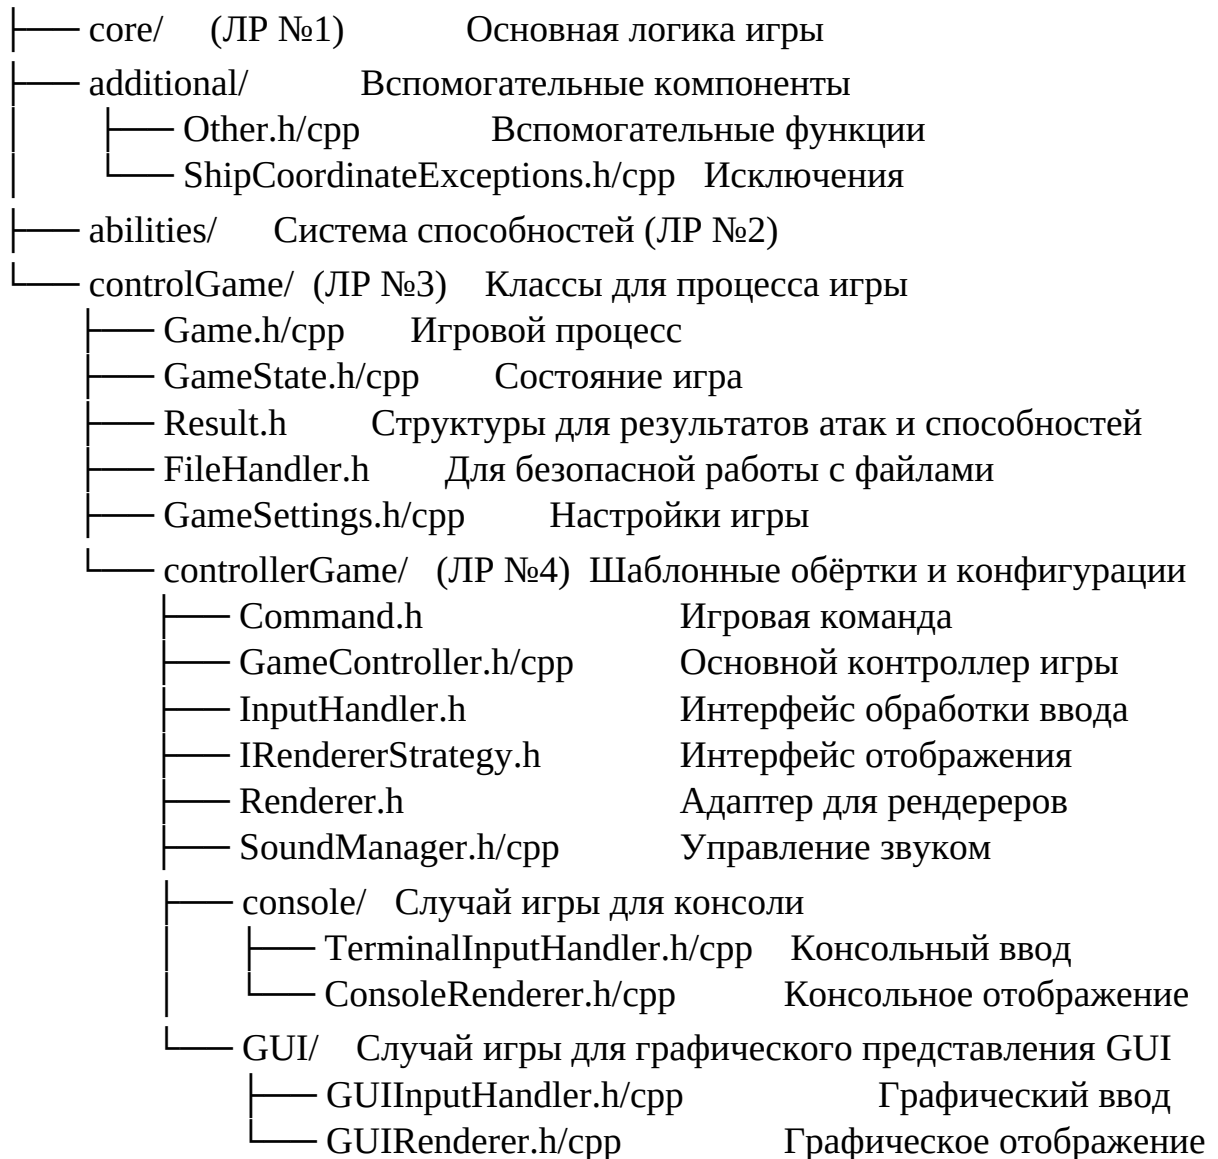 ├── core/ (ЛР №1) Основная логика игры
├── additional/ Вспомогательные компоненты
│ ├── Other.h/cpp Вспомогательные функции
│ └── ShipCoordinateExceptions.h/cpp Исключения
├── abilities/ Система способностей (ЛР №2)
└── controlGame/ (ЛР №3) Классы для процесса игры
├── Game.h/cpp Игровой процесс
├── GameState.h/cpp Состояние игра
├── Result.h Структуры для результатов атак и способностей
├── FileHandler.h Для безопасной работы с файлами
├── GameSettings.h/cpp Настройки игры
└── controllerGame/ (ЛР №4) Шаблонные обёртки и конфигурации
├── Command.h Игровая команда
├── GameController.h/cpp Основной контроллер игры
├── InputHandler.h Интерфейс обработки ввода
├── IRendererStrategy.h Интерфейс отображения
├── Renderer.h Адаптер для рендереров
├── SoundManager.h/cpp Управление звуком
├── console/ Случай игры для консоли
│ ├── TerminalInputHandler.h/cpp Консольный ввод
│ └── ConsoleRenderer.h/cpp Консольное отображение
└── GUI/ Случай игры для графического представления GUI
├── GUIInputHandler.h/cpp Графический ввод
└── GUIRenderer.h/cpp Графическое отображение